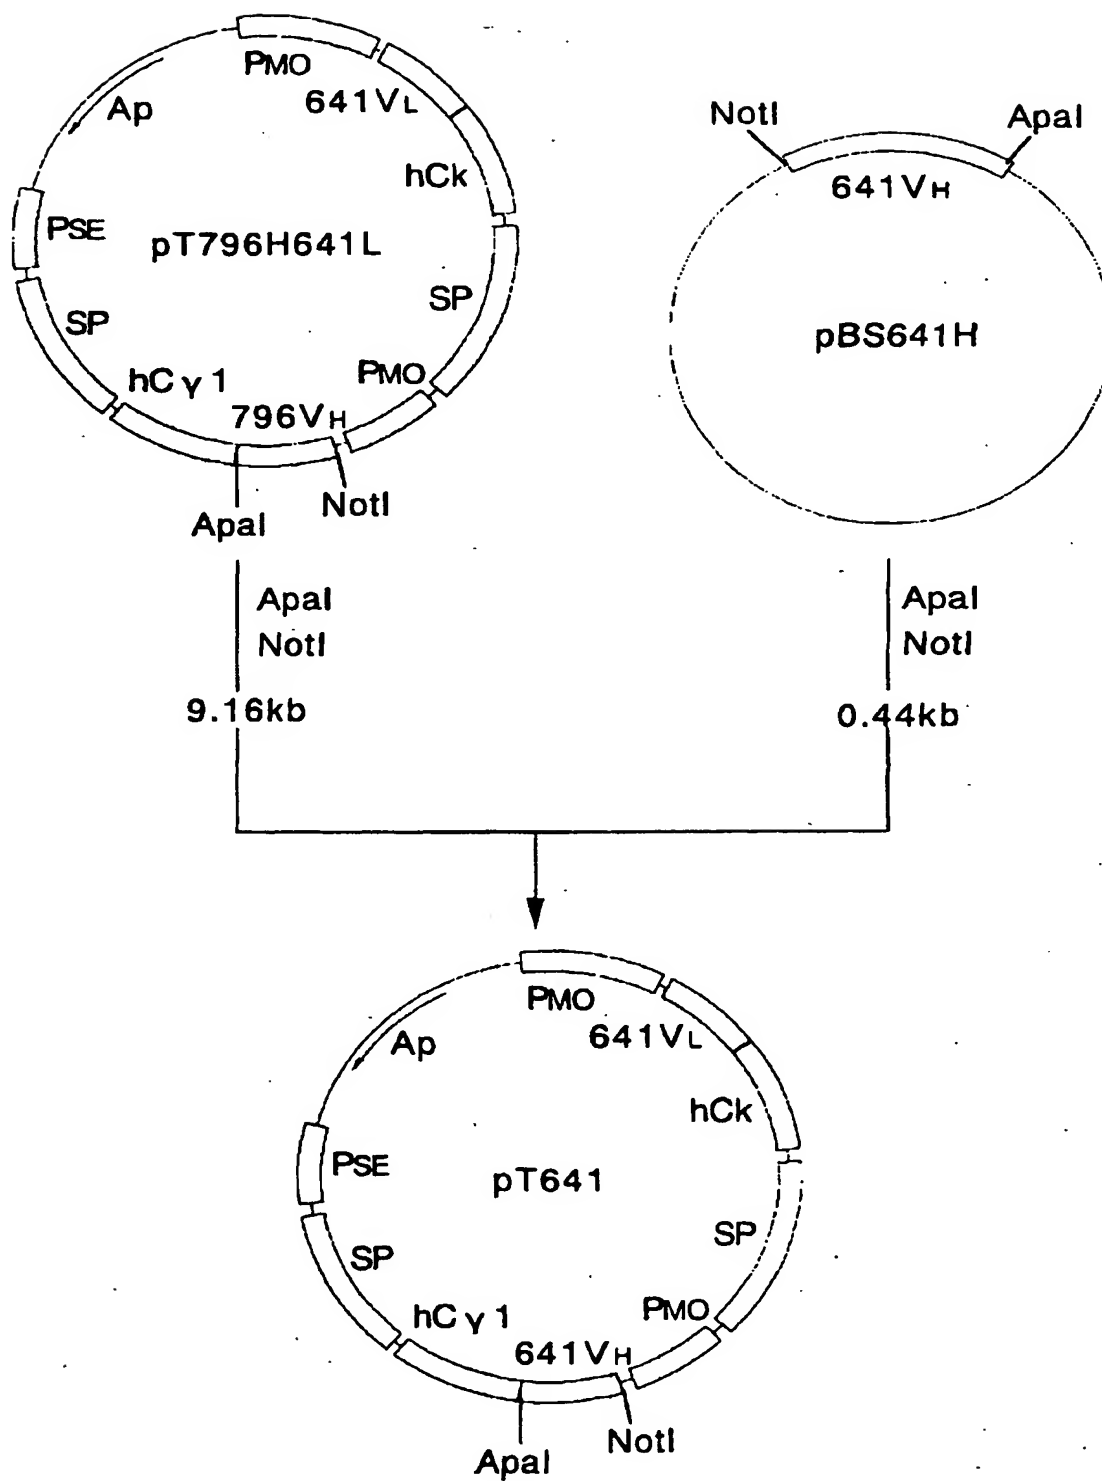 PMO
641VL
Ap
hCk
PSE
pT796H641L
SP
SP
PMO
hCγ1
796VH
NotI
ApaI
NotI
ApaI
641VH
pBS641H
ApaI
NotI
9.16kb
ApaI
NotI
0.44kb
PMO
641VL
Ap
hCk
PSE
pT641
SP
SP
PMO
hCγ1
641VH
NotI
ApaI